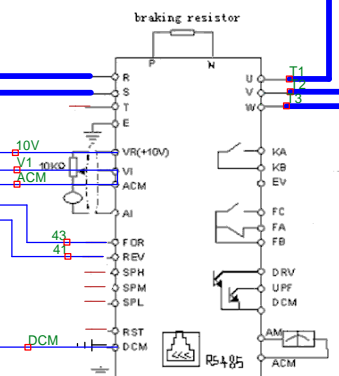 braking resistor
P N
R U T1
S V T2
T W T3
E
10V VR(+10V) KA
V1 10KΩ VI KB
ACM ACM EV
AI FC
FA
43 FOR FB
41 REV
SPH DRV
SPM UPF
SPL DCM
RST AM
DCM DCM RS485 ACM